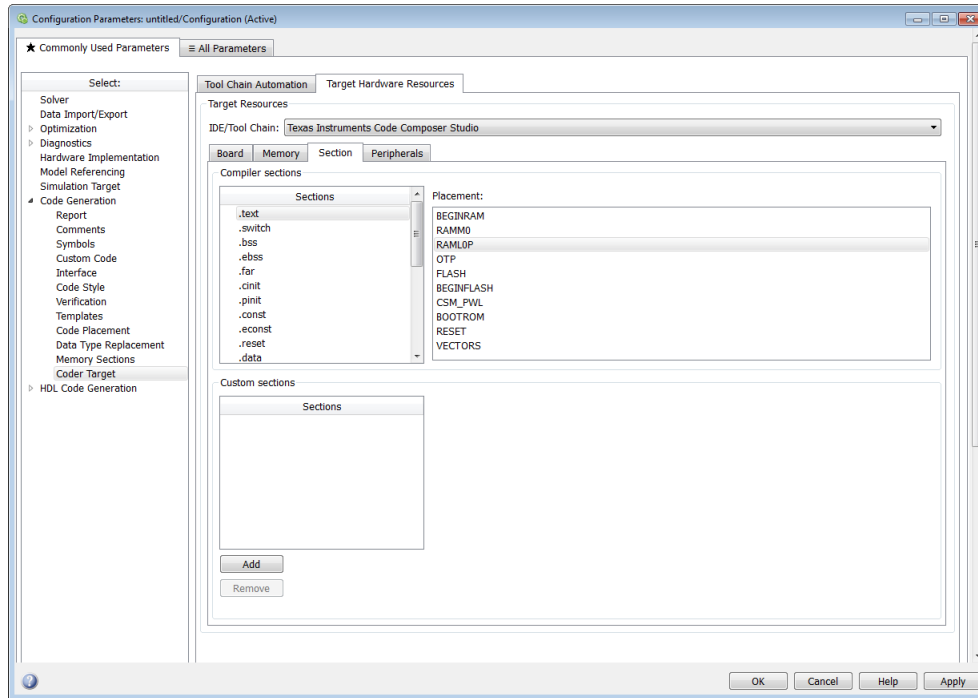 Configuration Parameters: untitled/Configuration (Active)
★ Commonly Used Parameters
≡ All Parameters
Select:
Solver
Data Import/Export
Optimization
Diagnostics
Hardware Implementation
Model Referencing
Simulation Target
Code Generation
Report
Comments
Symbols
Custom Code
Interface
Code Style
Verification
Templates
Code Placement
Data Type Replacement
Memory Sections
Coder Target
HDL Code Generation
Tool Chain Automation
Target Hardware Resources
Target Resources
IDE/Tool Chain: Texas Instruments Code Composer Studio
Board
Memory
Section
Peripherals
Compiler sections
Sections
.text
.switch
.bss
.ebss
.far
.cinit
.pinit
.const
.econst
.reset
.data
Placement:
BEGINRAM
RAMM0
RAML0P
OTP
FLASH
BEGINFLASH
CSM_PWL
BOOTROM
RESET
VECTORS
Custom sections
Sections
Add
Remove
?
OK
Cancel
Help
Apply